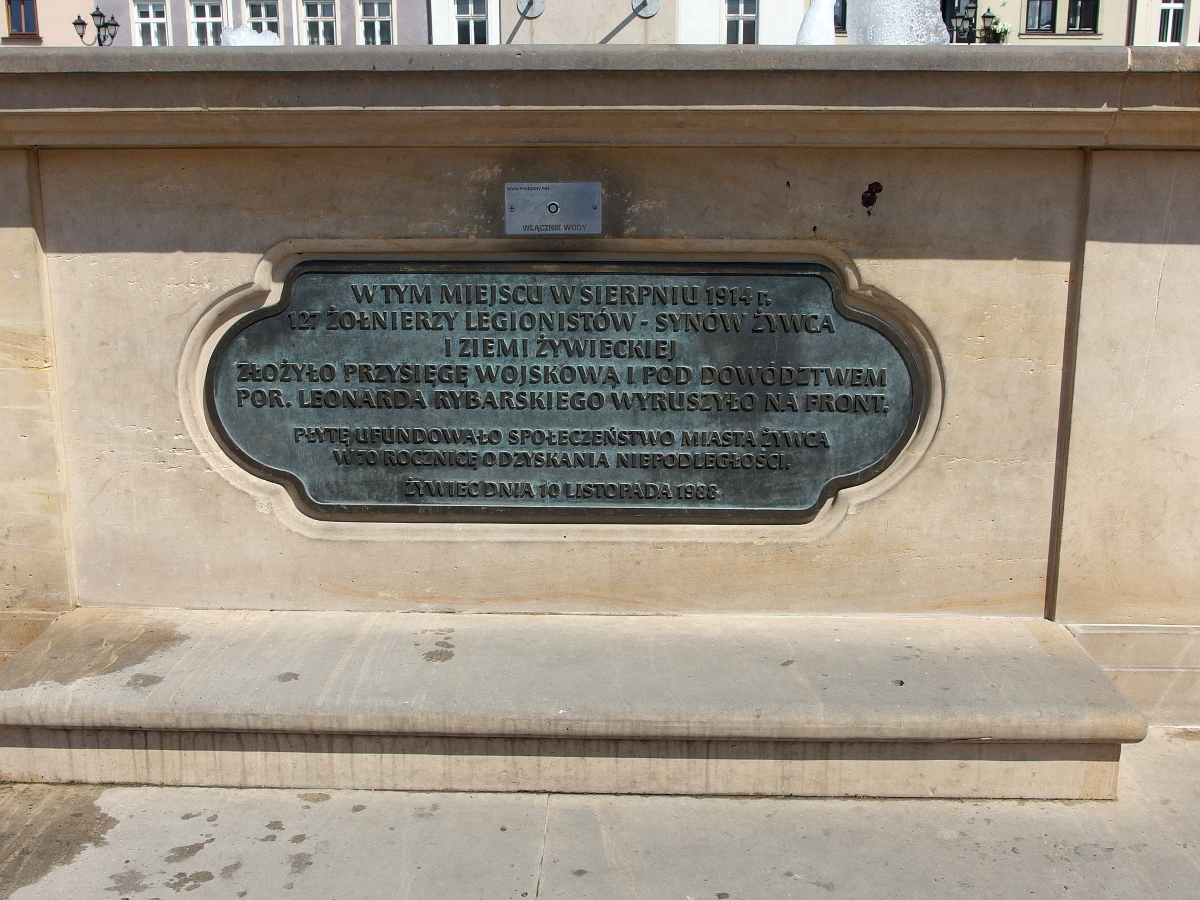 WŁĄCZNIK WODY
W TYM MIEJSCU W SIERPNIU 1914 r.
127 ŻOŁNIERZY LEGIONISTÓW - SYNÓW ŻYWCA
I ZIEMI ŻYWIECKIEJ
ZŁOŻYŁO PRZYSIĘGĘ WOJSKOWĄ I POD DOWÓDZTWEM
POR. LEONARDA RYBARSKIEGO WYRUSZYŁO NA FRONT.
PŁYTĘ UFUNDOWAŁO SPOŁECZEŃSTWO MIASTA ŻYWCA
W 70 ROCZNICĘ ODZYSKANIA NIEPODLEGŁOŚCI.
ŻYWIEC DNIA 10 LISTOPADA 1988